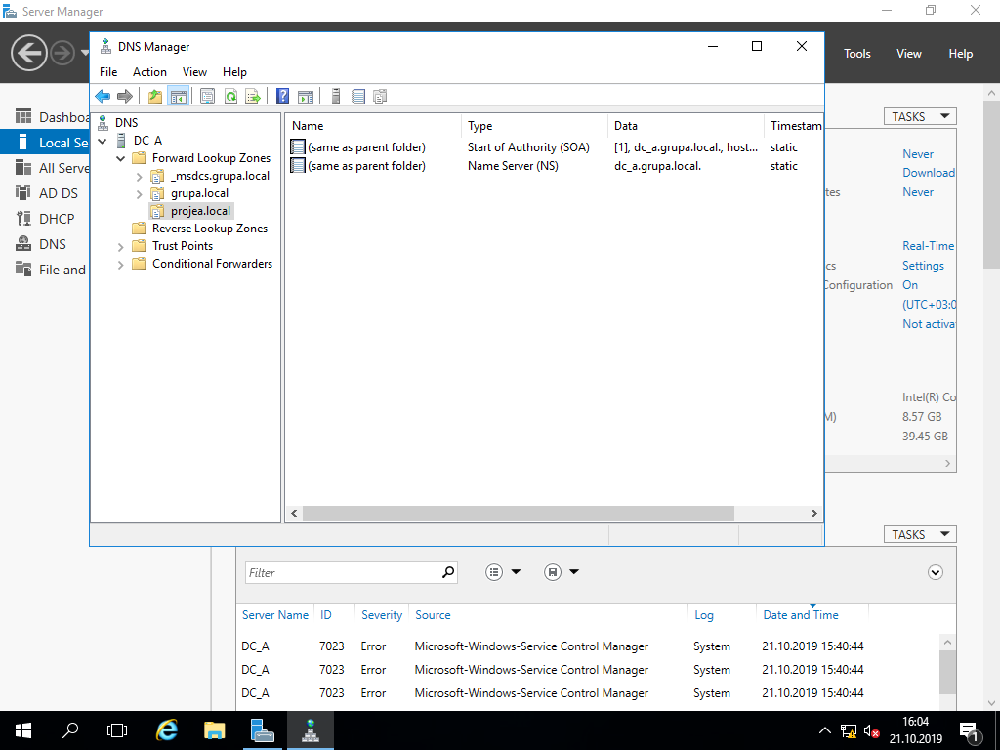 Server Manager
DNS Manager
Tools View Help
File Action View Help
DNS
DC_A
Forward Lookup Zones
_msdcs.grupa.local
grupa.local
projea.local
Reverse Lookup Zones
Trust Points
Conditional Forwarders
Name Type Data Timestam
(same as parent folder) Start of Authority (SOA) [1], dc_a.grupa.local., host... static
(same as parent folder) Name Server (NS) dc_a.grupa.local. static
Dashboa
Local Se
All Serve
AD DS
DHCP
DNS
File and
TASKS
Never
Download
tes Never
Real-Time
cs Settings
Configuration On
(UTC+03:0
Not activa
Intel(R) Co
M) 8.57 GB
39.45 GB
TASKS
Filter
Server Name ID Severity Source Log Date and Time
DC_A 7023 Error Microsoft-Windows-Service Control Manager System 21.10.2019 15:40:44
DC_A 7023 Error Microsoft-Windows-Service Control Manager System 21.10.2019 15:40:44
DC_A 7023 Error Microsoft-Windows-Service Control Manager System 21.10.2019 15:40:44
16:04
21.10.2019
1